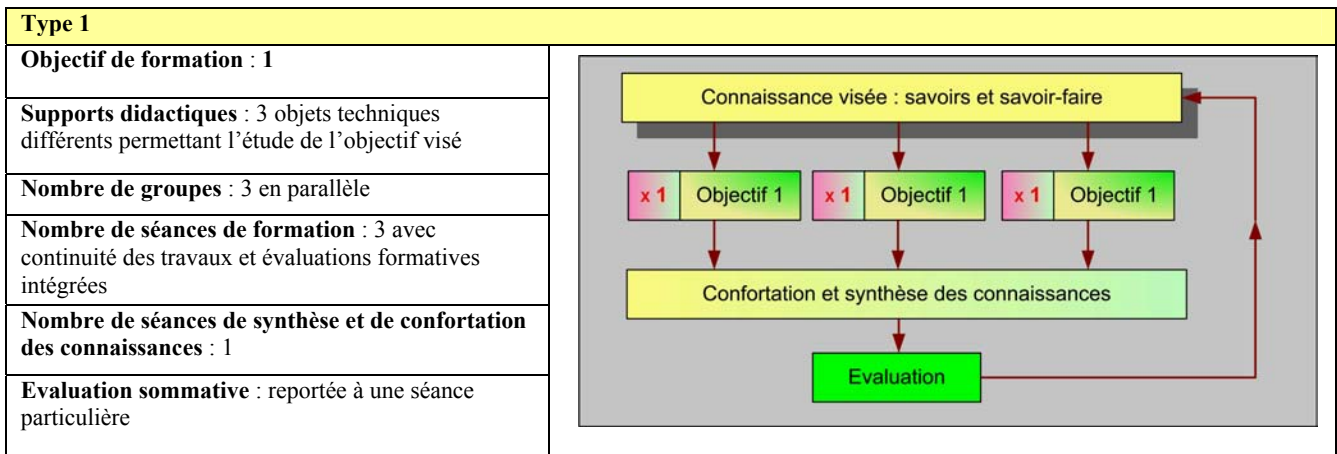 Type 1
Objectif de formation : 1
Supports didactiques : 3 objets techniques
différents permettant l'étude de l'objectif visé
Nombre de groupes : 3 en parallèle
Nombre de séances de formation : 3 avec
continuité des travaux et évaluations formatives
intégrées
Nombre de séances de synthèse et de confortation
des connaissances : 1
Evaluation sommative : reportée à une séance
particulière
Connaissance visée : savoirs et savoir-faire
x 1 Objectif 1 x 1 Objectif 1 x 1 Objectif 1
Confortation et synthèse des connaissances
Evaluation